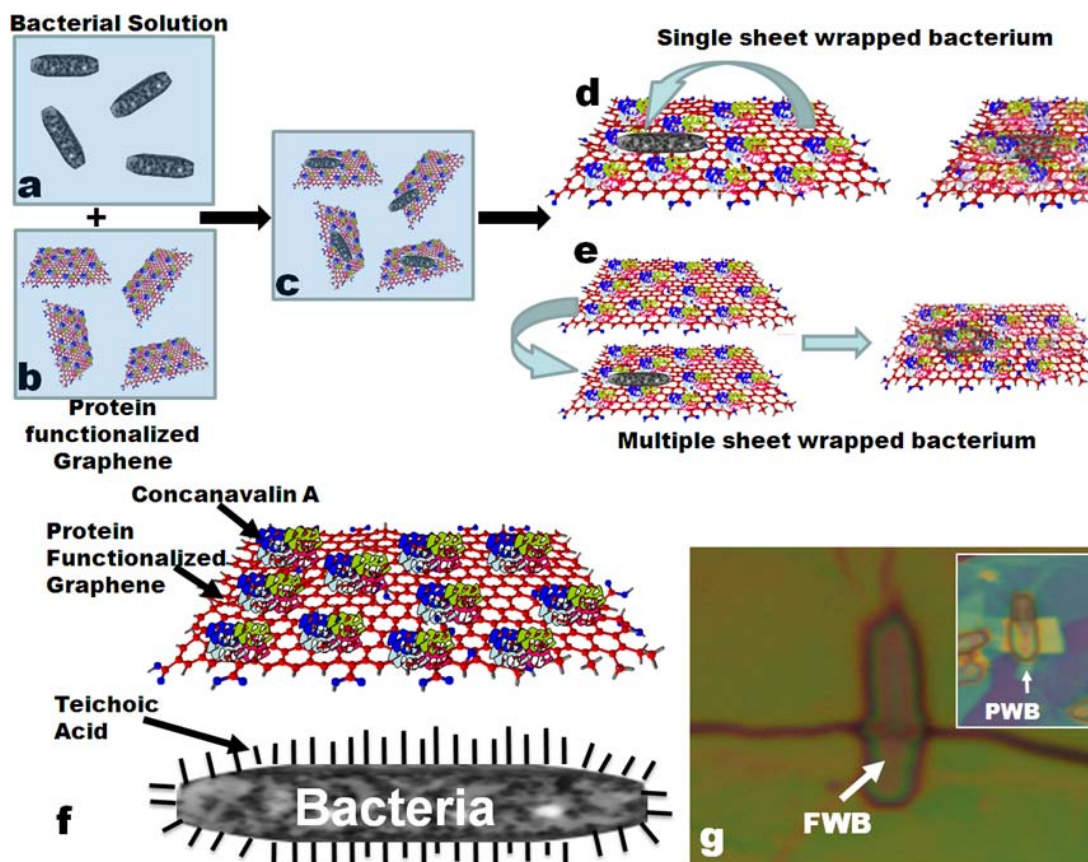 Bacterial Solution
a
+
b
Protein
functionalized
Graphene
c
Single sheet wrapped bacterium
d
e
Multiple sheet wrapped bacterium
Concanavalin A
Protein
Functionalized
Graphene
Teichoic
Acid
Bacteria
f
PWB
FWB
g